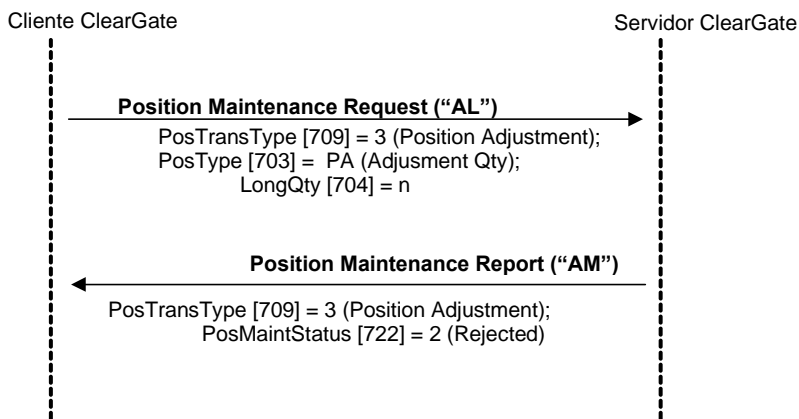 Cliente ClearGate
Servidor ClearGate
Position Maintenance Request (“AL”)
PosTransType [709] = 3 (Position Adjustment);
PosType [703] = PA (Adjusment Qty);
LongQty [704] = n
Position Maintenance Report (“AM”)
PosTransType [709] = 3 (Position Adjustment);
PosMaintStatus [722] = 2 (Rejected)